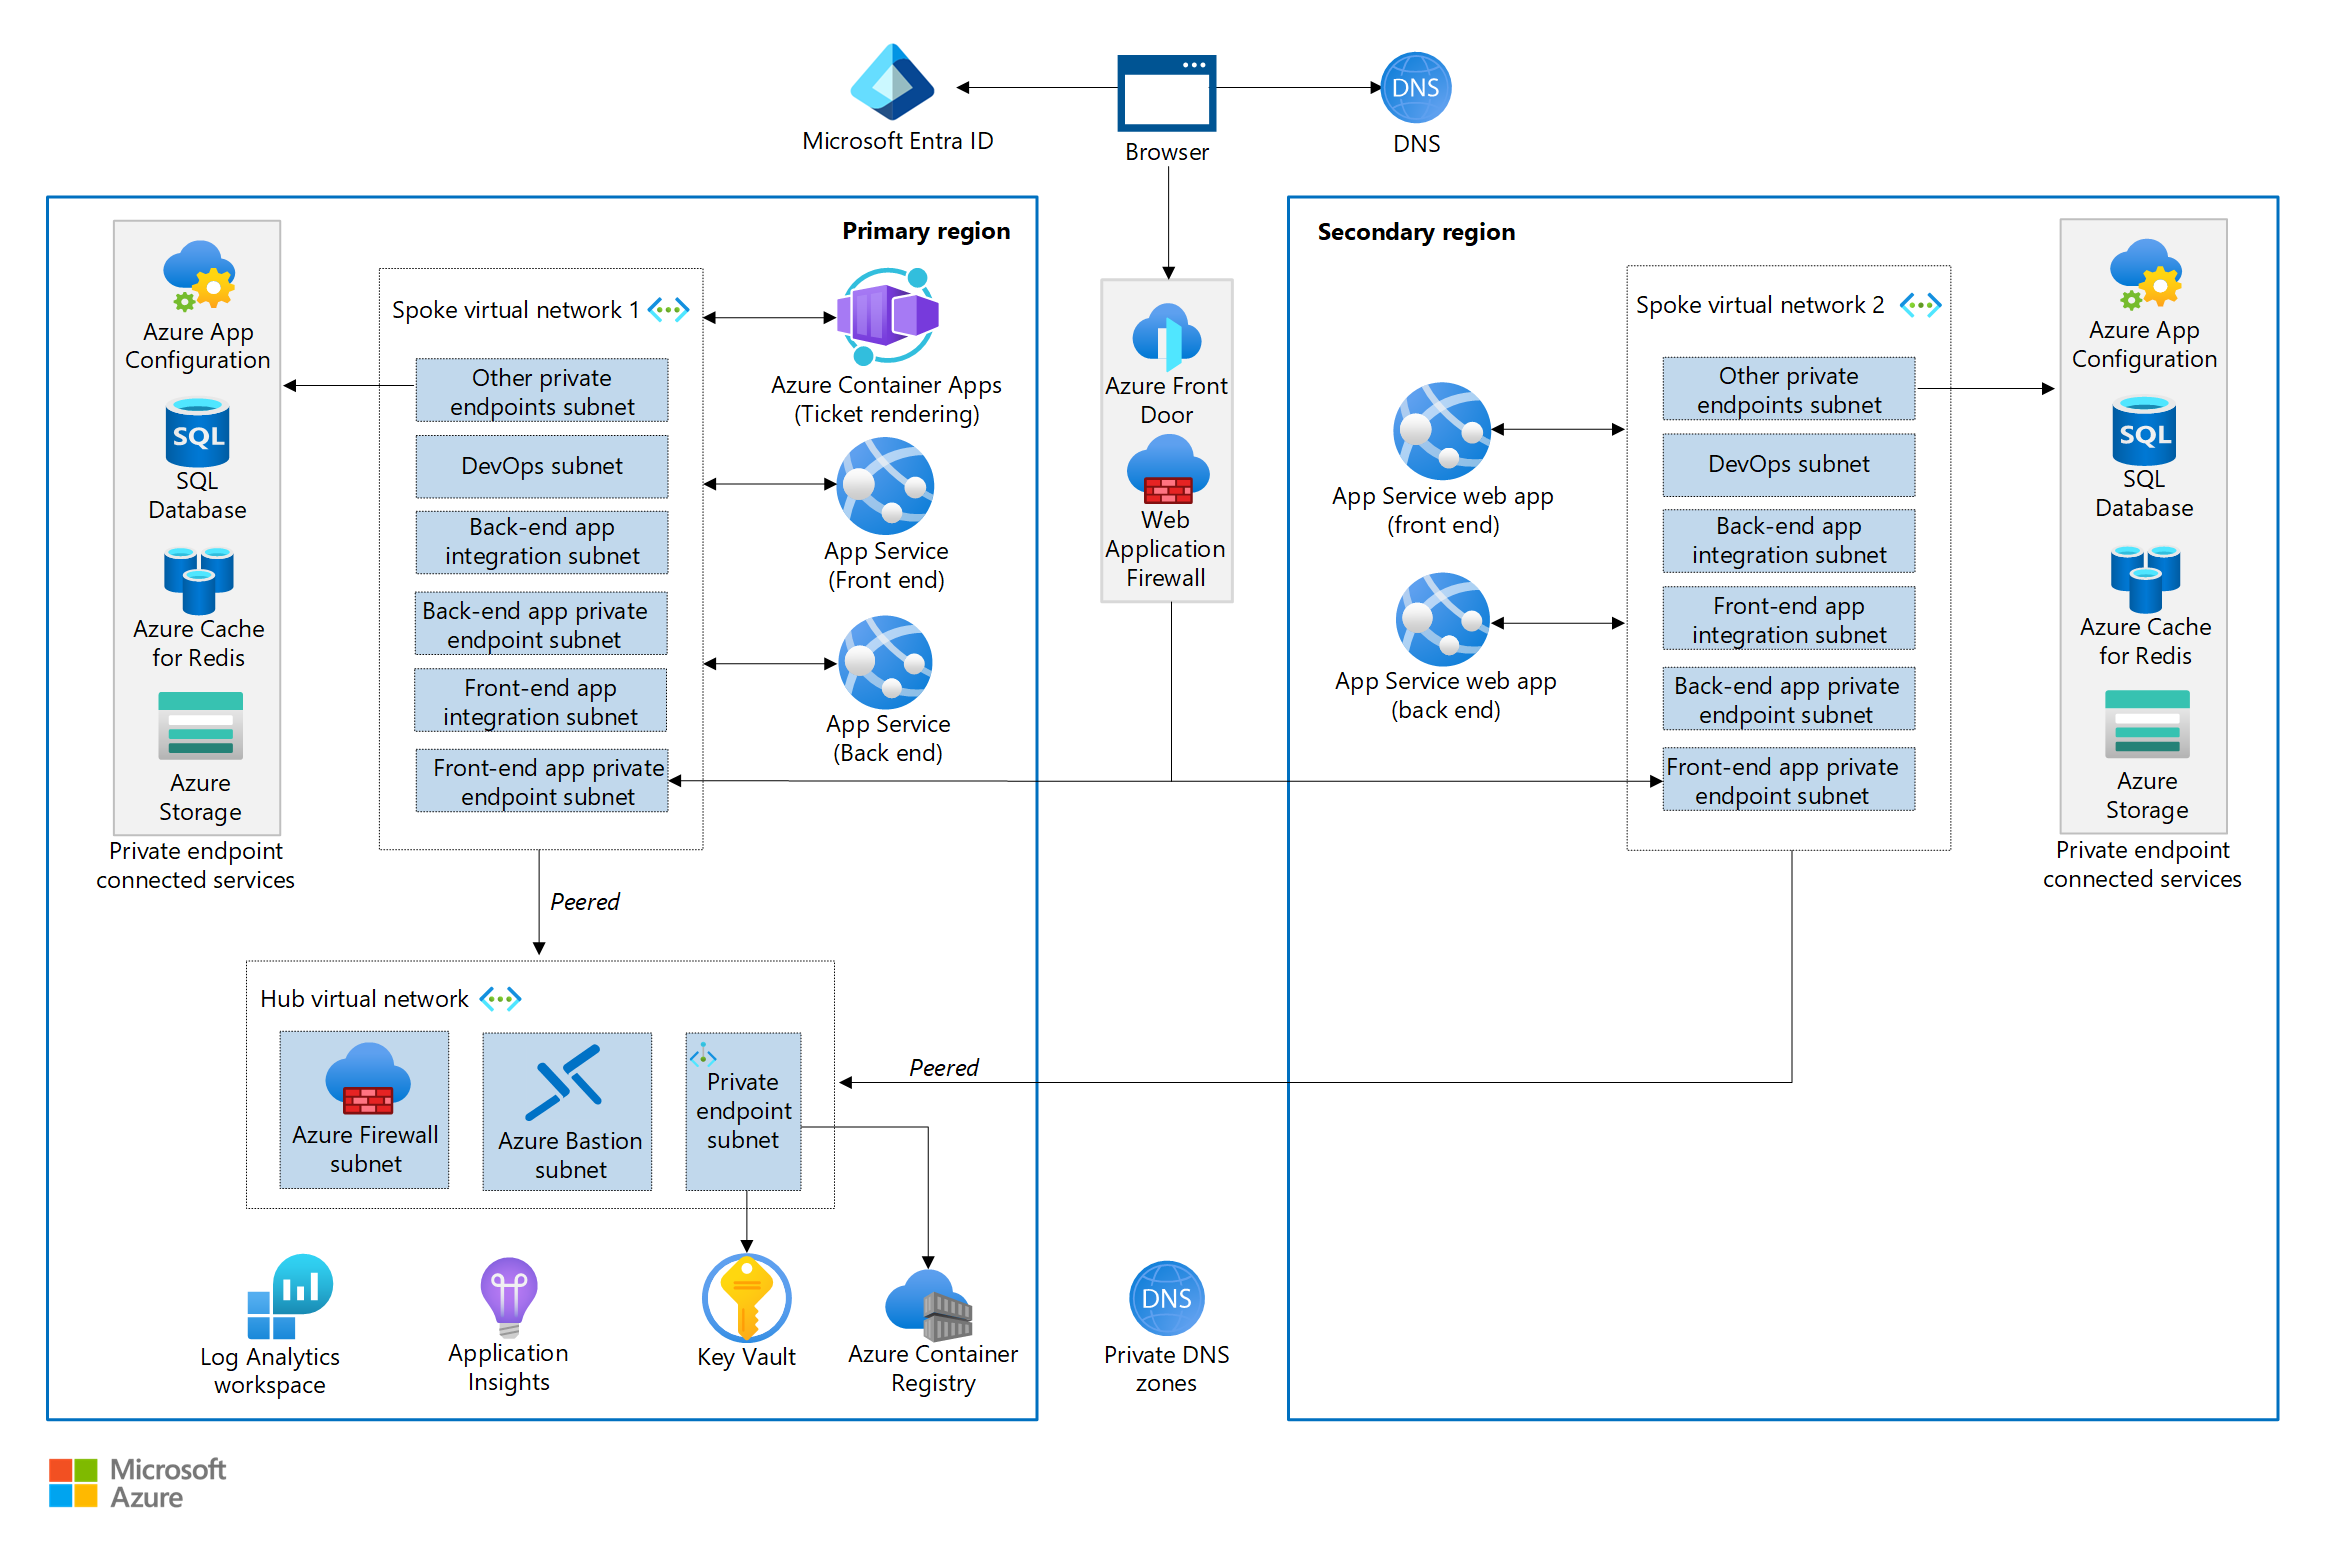 Microsoft Entra ID
Browser
DNS
DNS
Primary region
Azure App
Configuration
SQL
SQL
Database
Azure Cache
for Redis
Azure
Storage
Private endpoint
connected services
Spoke virtual network 1
Other private
endpoints subnet
DevOps subnet
Back-end app
integration subnet
Back-end app private
endpoint subnet
Front-end app
integration subnet
Front-end app private
endpoint subnet
Azure Container Apps
(Ticket rendering)
App Service
(Front end)
App Service
(Back end)
Peered
Hub virtual network
Azure Firewall
subnet
Azure Bastion
subnet
Private
endpoint
subnet
Log Analytics
workspace
Application
Insights
Key Vault
Azure Container
Registry
Azure Front
Door
Web
Application
Firewall
Peered
DNS
Private DNS
zones
Secondary region
App Service web app
(front end)
App Service web app
(back end)
Spoke virtual network 2
Other private
endpoints subnet
DevOps subnet
Back-end app
integration subnet
Front-end app
integration subnet
Back-end app private
endpoint subnet
Front-end app private
endpoint subnet
Azure App
Configuration
SQL
SQL
Database
Azure Cache
for Redis
Azure
Storage
Private endpoint
connected services
Microsoft
Azure